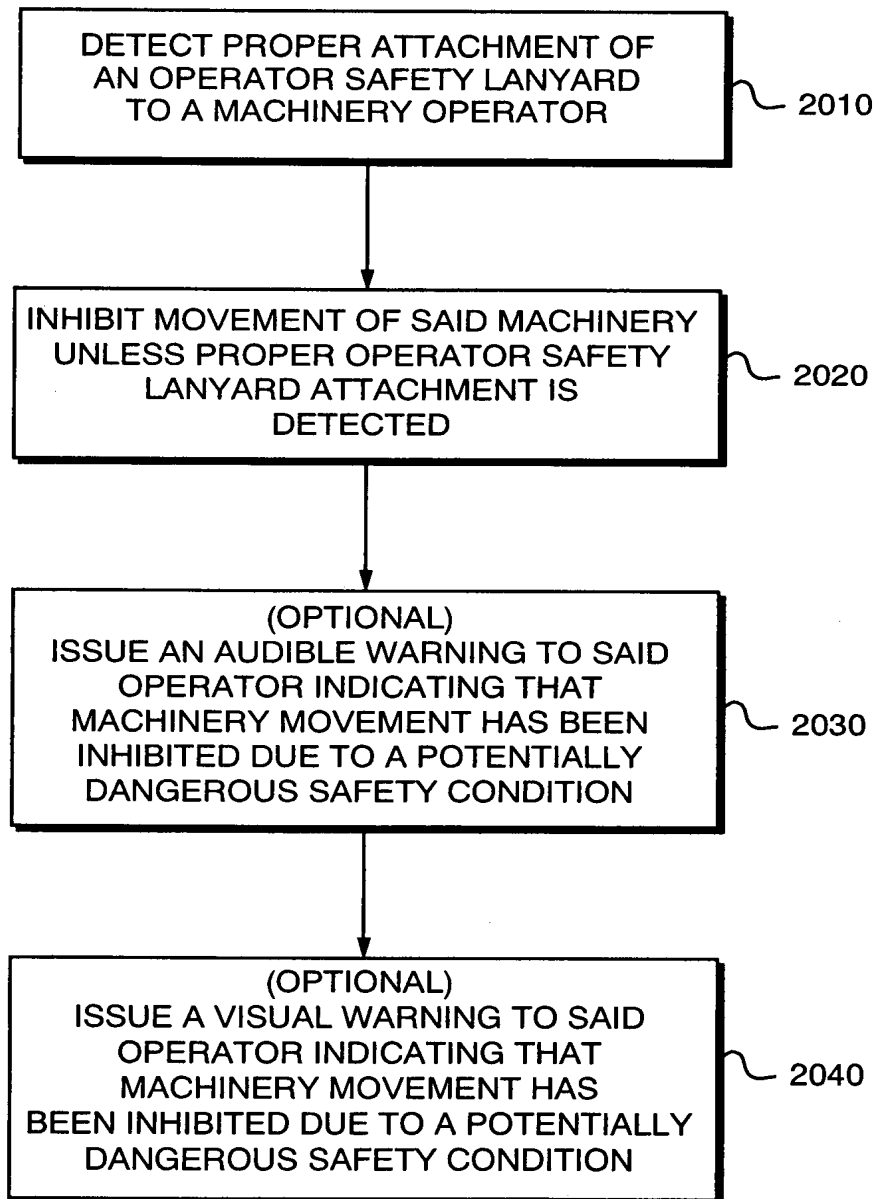 DETECT PROPER ATTACHMENT OF
AN OPERATOR SAFETY LANYARD
TO A MACHINERY OPERATOR
2010
INHIBIT MOVEMENT OF SAID MACHINERY
UNLESS PROPER OPERATOR SAFETY
LANYARD ATTACHMENT IS
DETECTED
2020
(OPTIONAL)
ISSUE AN AUDIBLE WARNING TO SAID
OPERATOR INDICATING THAT
MACHINERY MOVEMENT HAS BEEN
INHIBITED DUE TO A POTENTIALLY
DANGEROUS SAFETY CONDITION
2030
(OPTIONAL)
ISSUE A VISUAL WARNING TO SAID
OPERATOR INDICATING THAT
MACHINERY MOVEMENT HAS
BEEN INHIBITED DUE TO A POTENTIALLY
DANGEROUS SAFETY CONDITION
2040